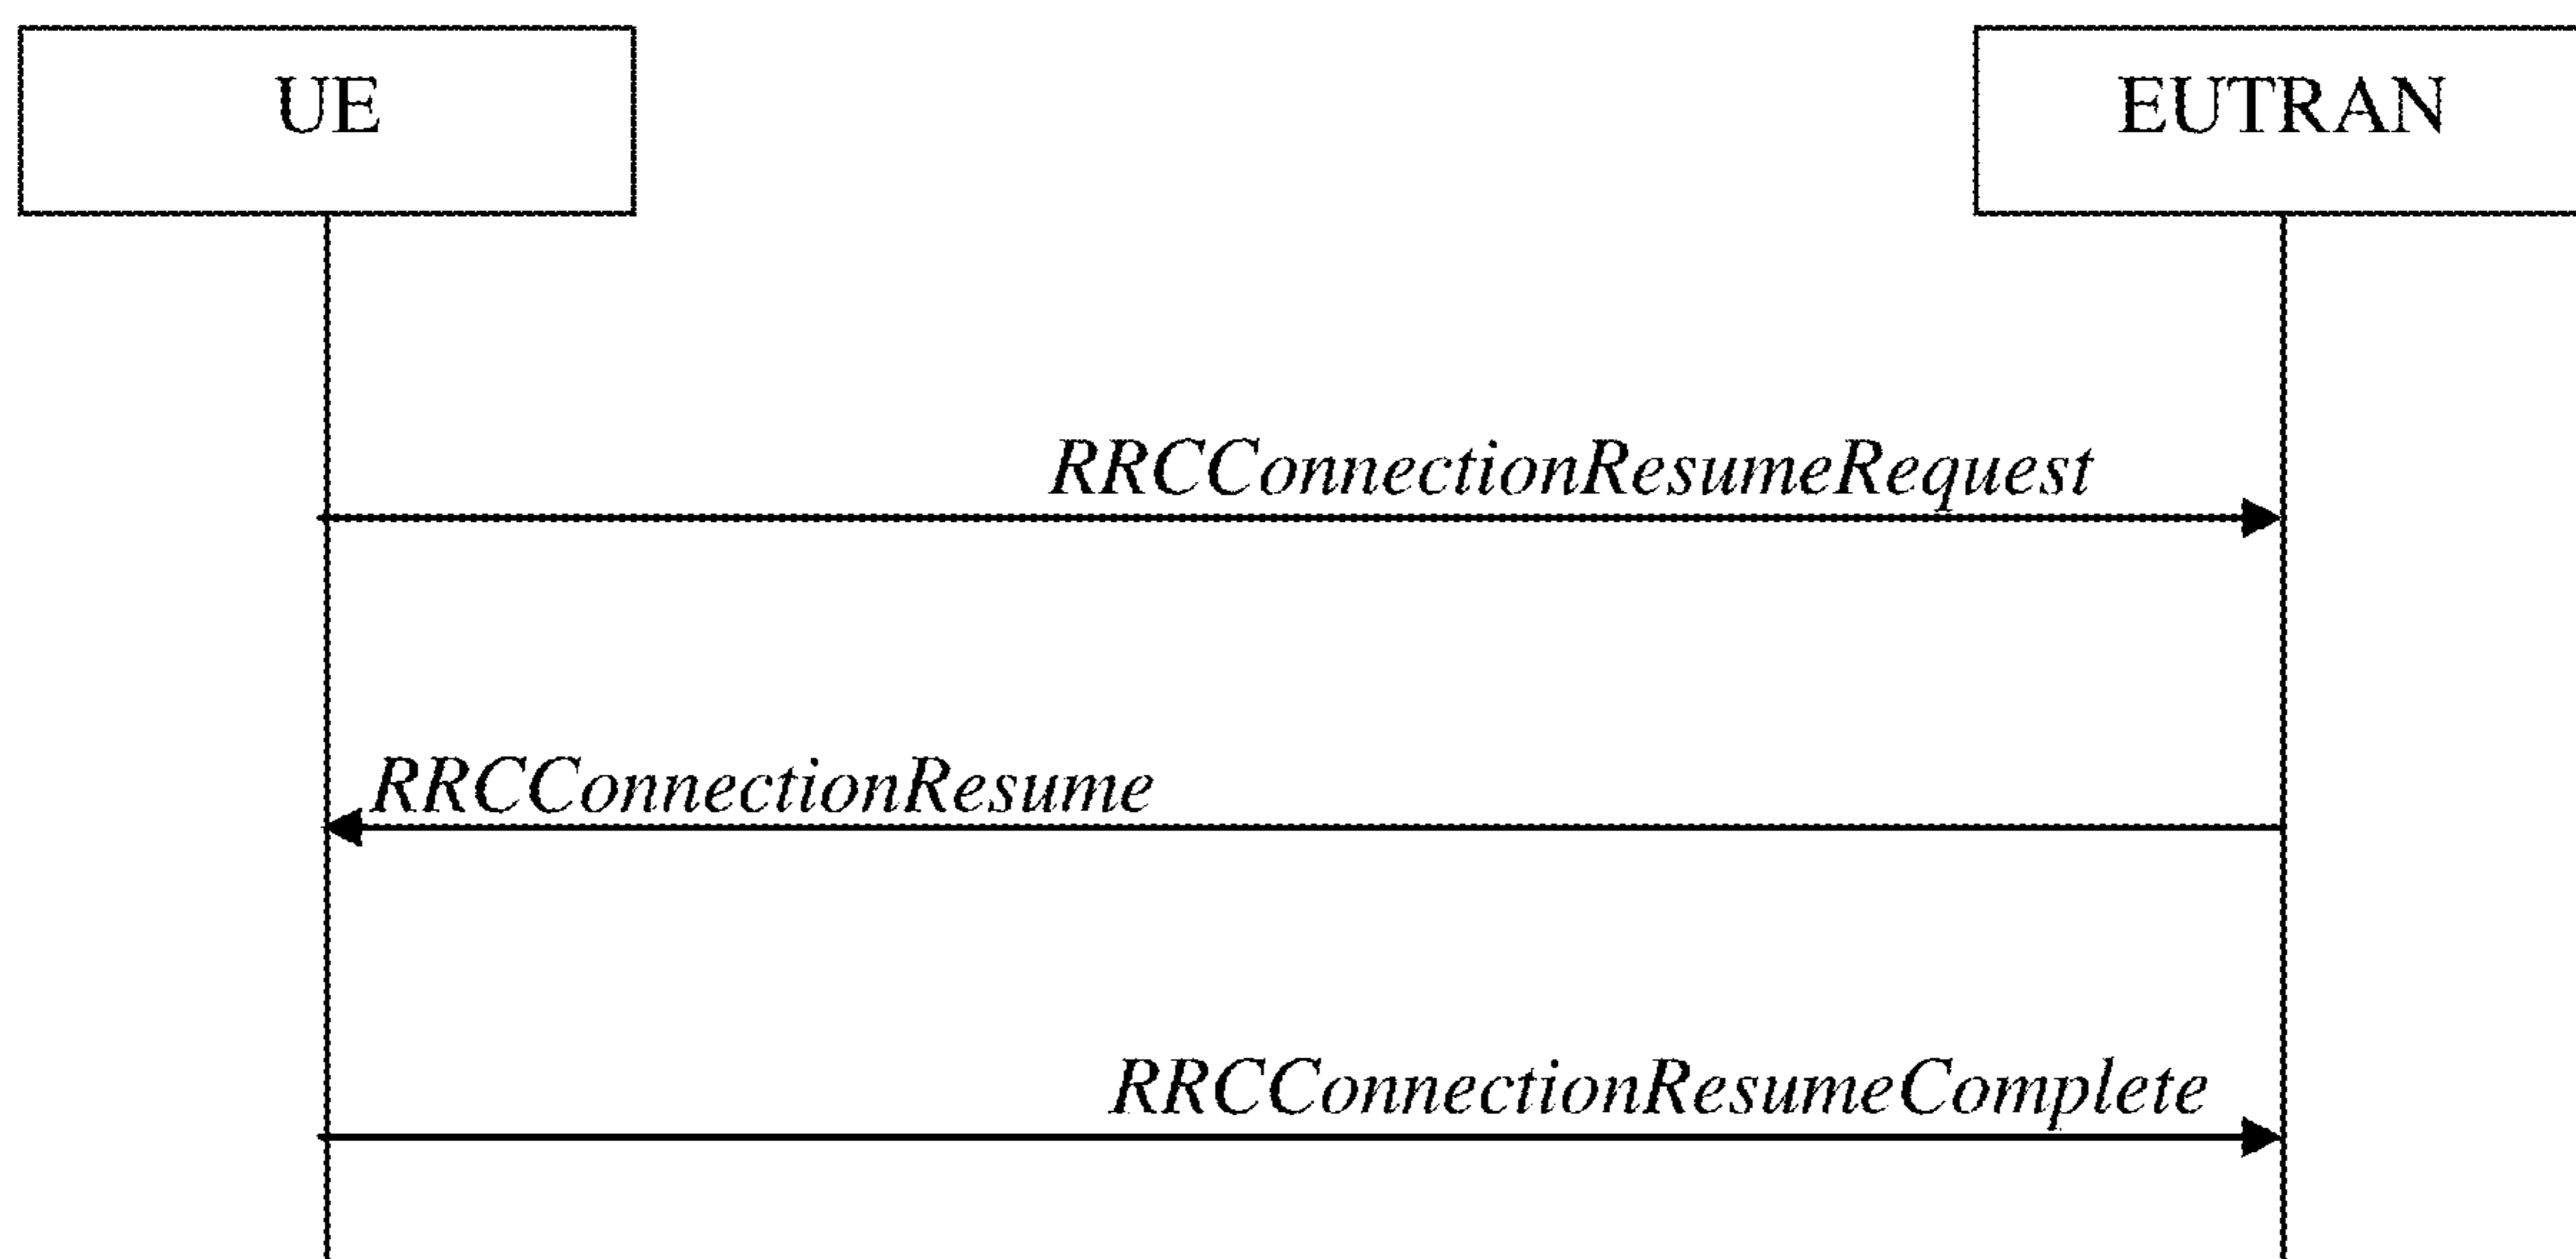 UE
EUTRAN
RRCConnectionResumeRequest
RRCConnectionResume
RRCConnectionResumeComplete